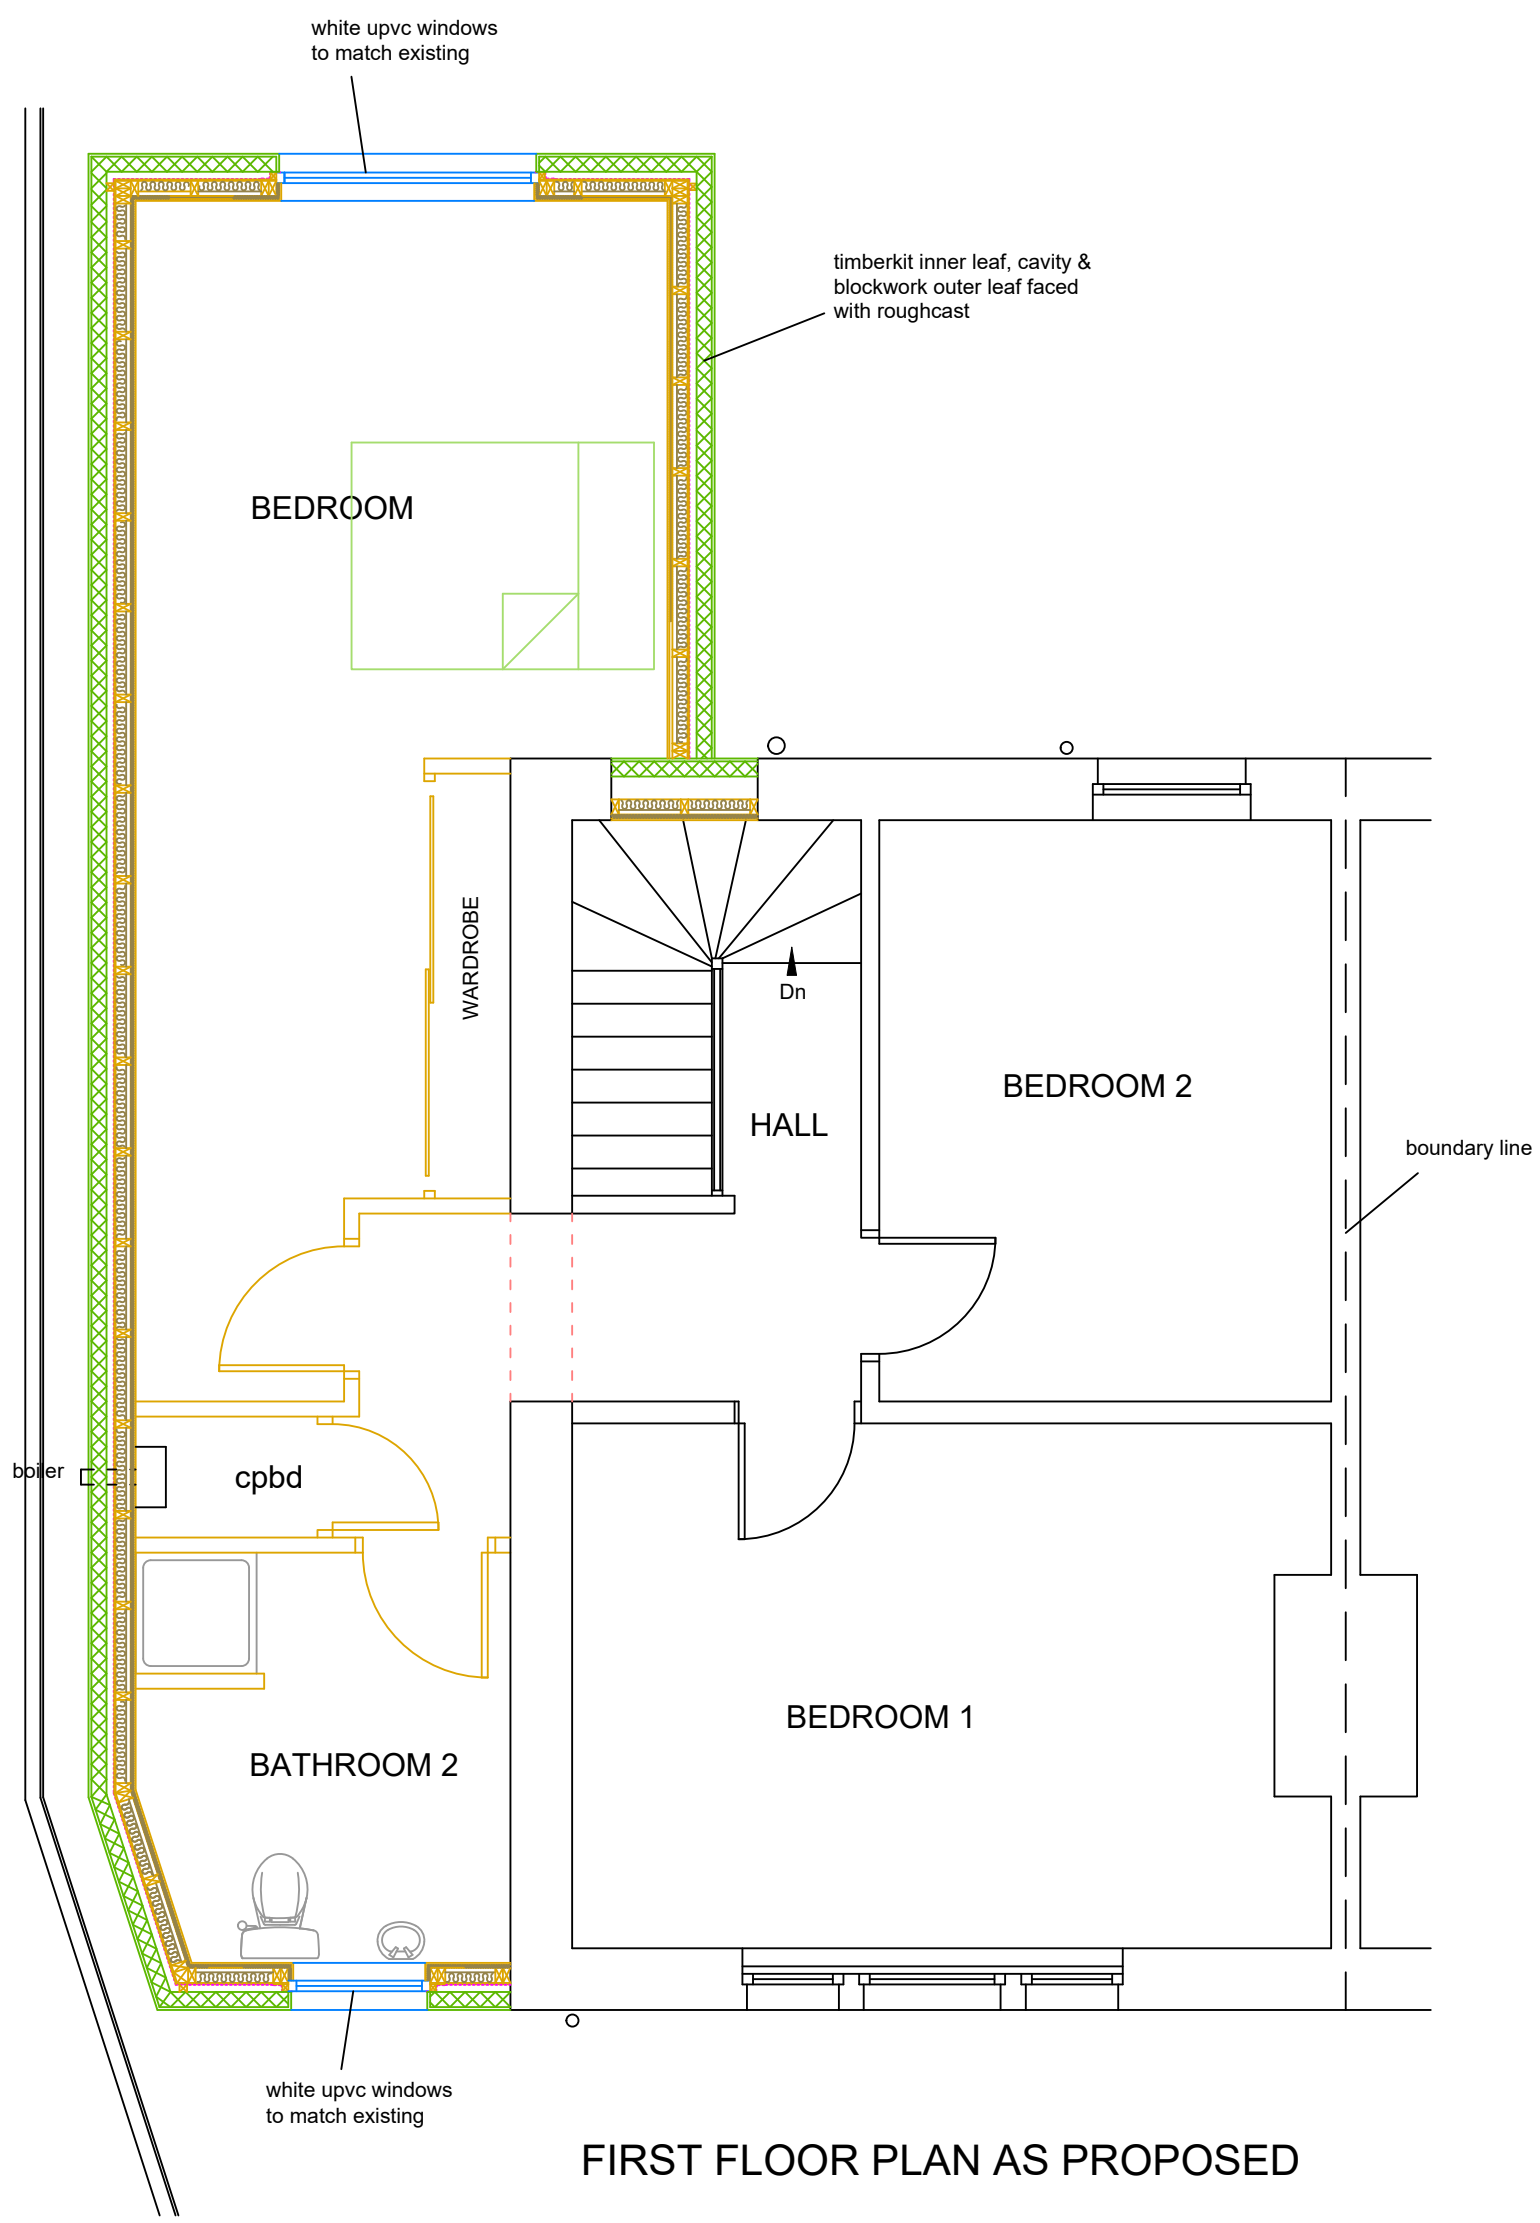 white upvc windows
to match existing
timberkit inner leaf, cavity &
blockwork outer leaf faced
with roughcast
BEDROOM
WARDROBE
Dn
BEDROOM 2
HALL
boundary line
boiler
cpbd
BEDROOM 1
BATHROOM 2
white upvc windows
to match existing
FIRST FLOOR PLAN AS PROPOSED